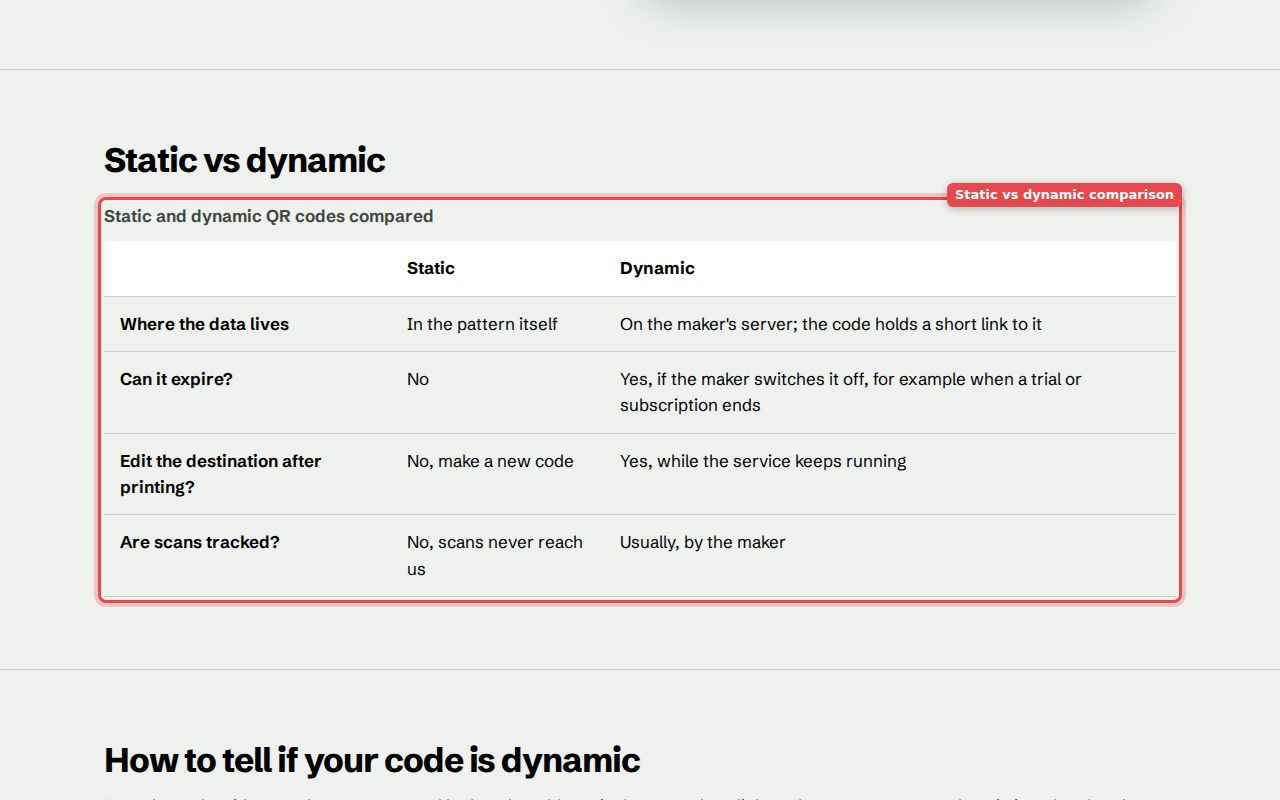 Static vs dynamic
Static vs dynamic comparison
Static and dynamic QR codes compared
Static Dynamic
Where the data lives In the pattern itself On the maker's server; the code holds a short link to it
Can it expire? No Yes, if the maker switches it off, for example when a trial or
subscription ends
Edit the destination after No, make a new code Yes, while the service keeps running
printing?
Are scans tracked? No, scans never reach Usually, by the maker
us
How to tell if your code is dynamic